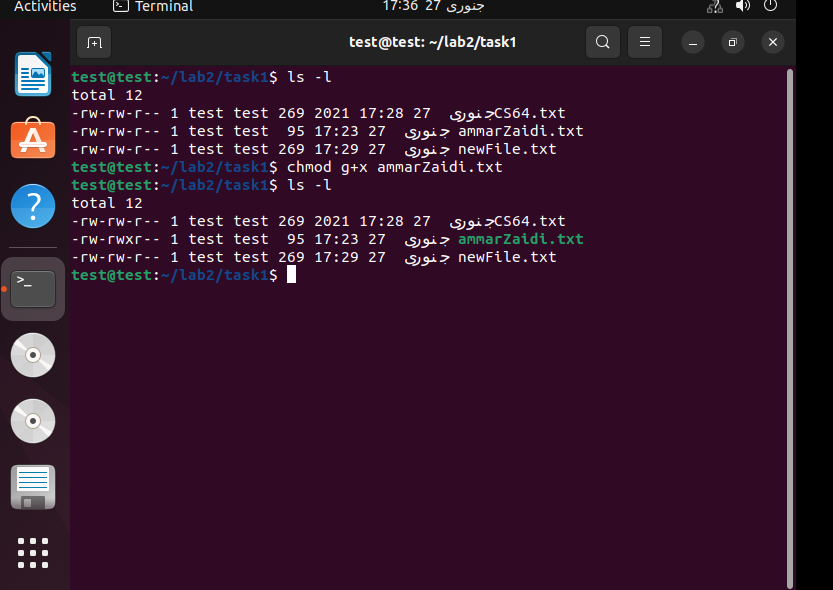 Activities Terminal 17:36 27 جنوری
test@test: ~/lab2/task1
test@test:~/lab2/task1$ ls -l
total 12
-rw-rw-r-- 1 test test 269 2021 17:28 27 جنوریCS64.txt
-rw-rw-r-- 1 test test  95 17:23 27 جنوری ammarZaidi.txt
-rw-rw-r-- 1 test test 269 17:29 27 جنوری newFile.txt
test@test:~/lab2/task1$ chmod g+x ammarZaidi.txt
test@test:~/lab2/task1$ ls -l
total 12
-rw-rw-r-- 1 test test 269 2021 17:28 27 جنوریCS64.txt
-rw-rwxr-- 1 test test  95 17:23 27 جنوری ammarZaidi.txt
-rw-rw-r-- 1 test test 269 17:29 27 جنوری newFile.txt
test@test:~/lab2/task1$